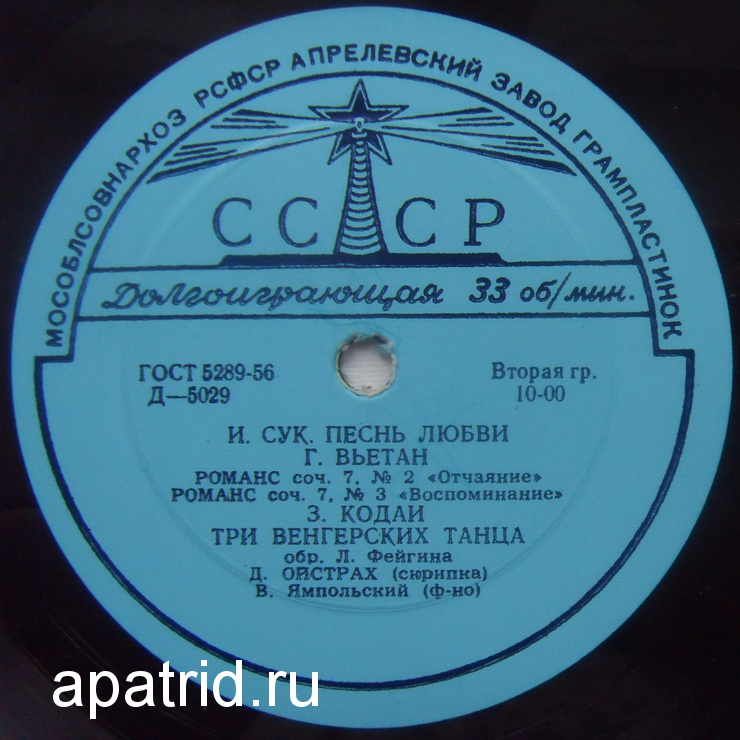 МОСОБЛСОВНАРХОЗ РСФСР АПРЕЛЕВСКИЙ ЗАВОД ГРАМПЛАСТИНОК
СССР
Долгоиграющая 33 об/мин.
ГОСТ 5289-56
Д—5029
Вторая гр.
10-00
И. СУК. ПЕСНЬ ЛЮБВИ
Г. ВЬЕТАН
РОМАНС соч. 7, № 2 «Отчаяние»
РОМАНС соч. 7, № 3 «Воспоминание»
З. КОДАИ
ТРИ ВЕНГЕРСКИХ ТАНЦА
обр. Л. Фейгина
Д. ОЙСТРАХ (скрипка)
В. Ямпольский (ф-но)
apatrid.ru